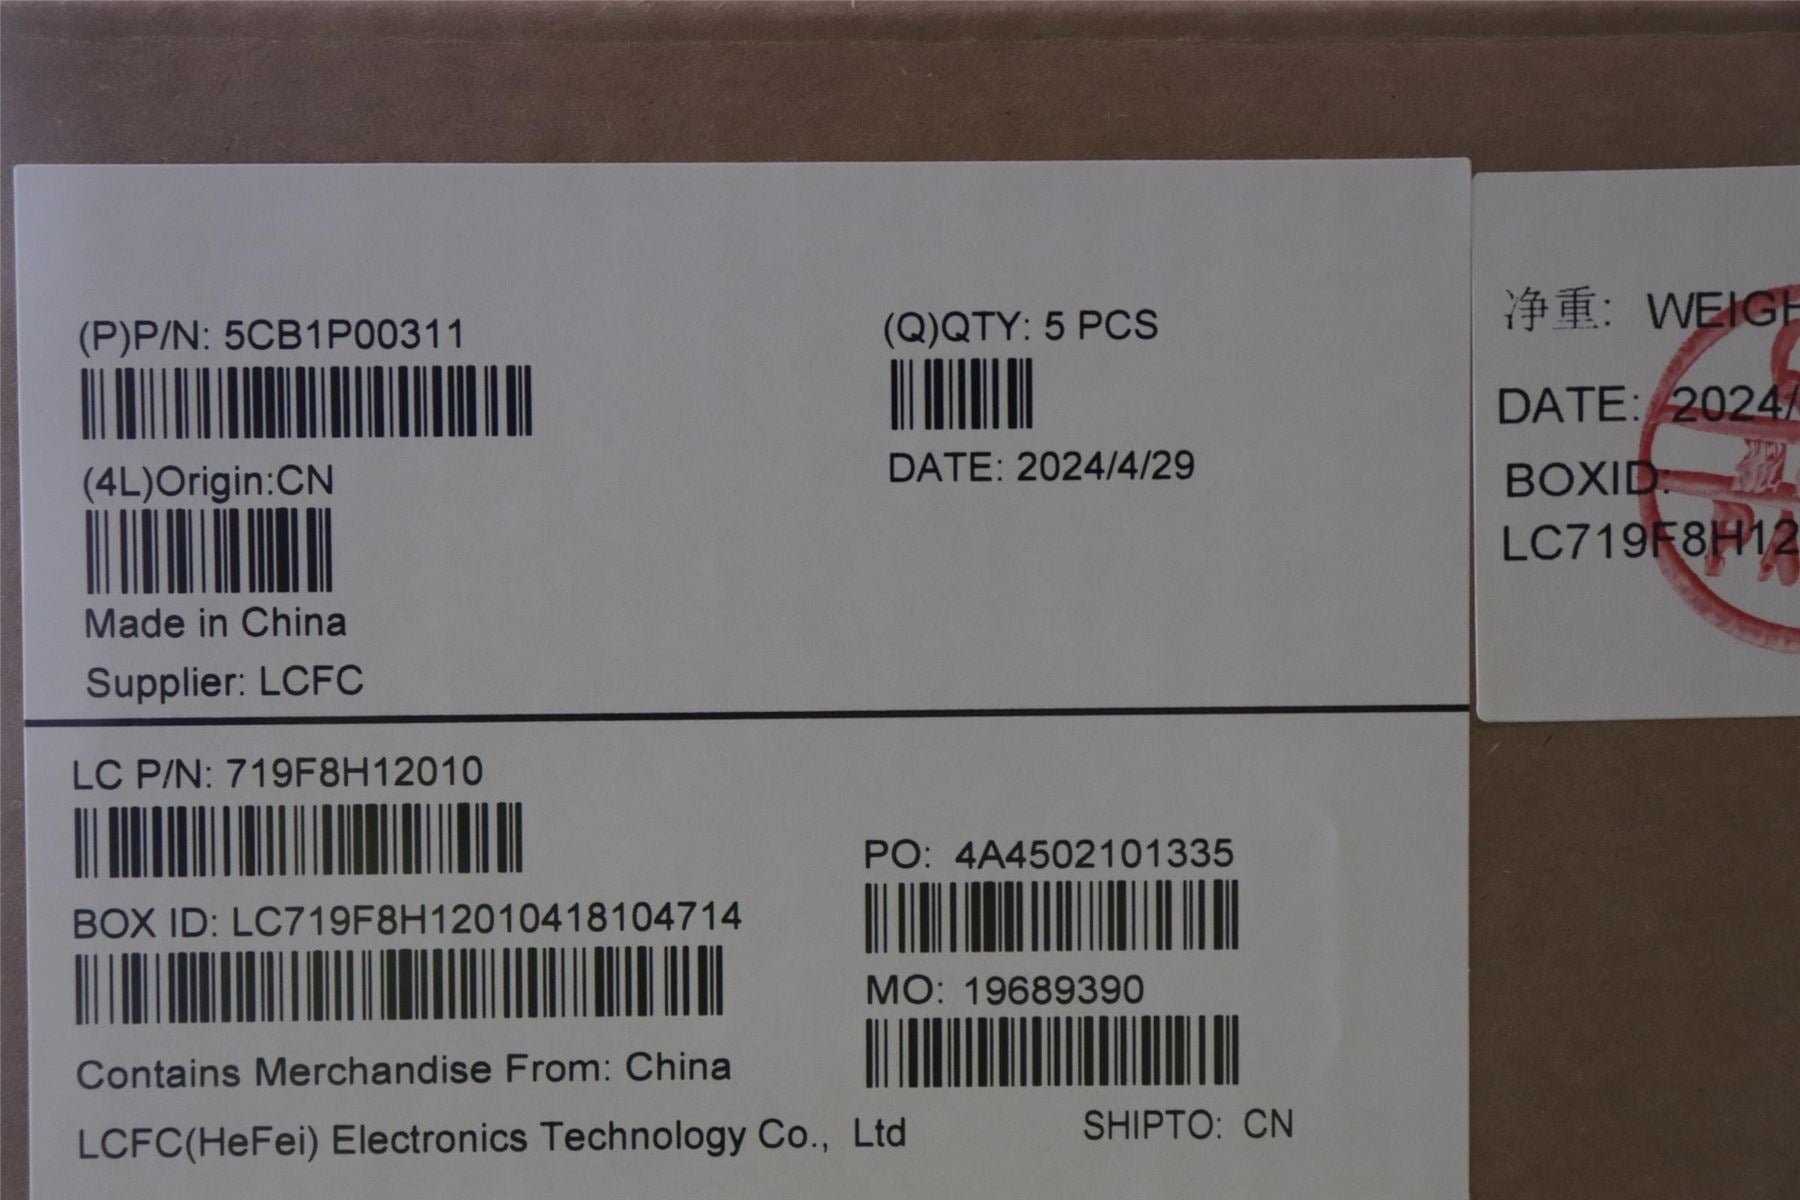 (P)P/N: 5CB1P00311
(Q)QTY: 5 PCS
(4L)Origin:CN
DATE: 2024/4/29
Made in China
Supplier: LCFC
LC P/N: 719F8H12010
PO: 4A4502101335
BOX ID: LC719F8H12010418104714
MO: 19689390
Contains Merchandise From: China
LCFC(HeFei) Electronics Technology Co., Ltd
SHIPTO: CN
净重: WEIGH
DATE: 2024/
BOXID:
LC719F8H12
PA